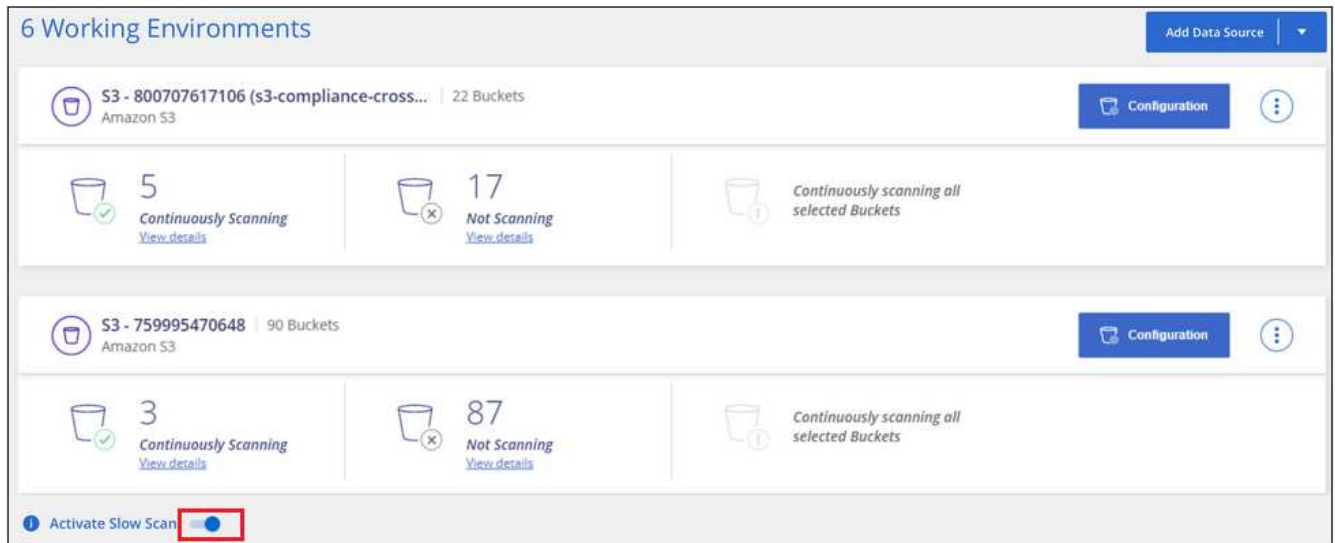 6 Working Environments
Add Data Source
S3 - 800707617106 (s3-compliance-cross... 22 Buckets
Amazon S3
Configuration
5
Continuously Scanning
View details
17
Not Scanning
View details
Continuously scanning all
selected Buckets
S3 - 759995470648 90 Buckets
Amazon S3
Configuration
3
Continuously Scanning
View details
87
Not Scanning
View details
Continuously scanning all
selected Buckets
Activate Slow Scan